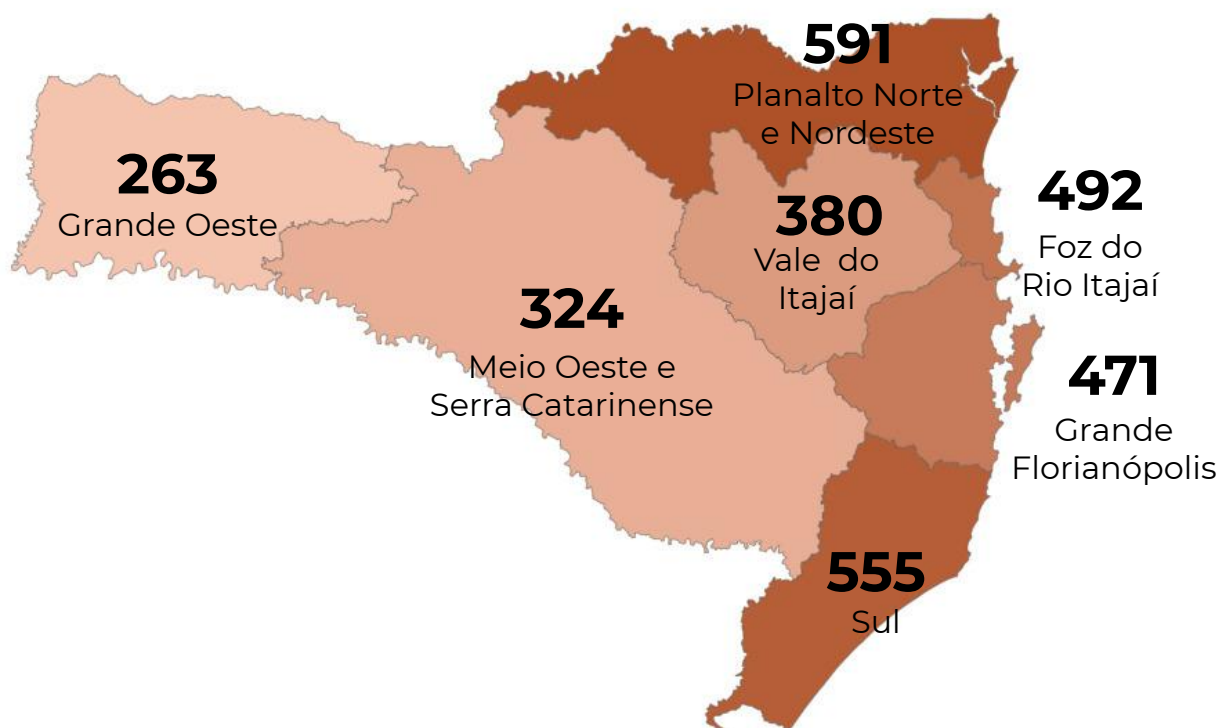 591
Planalto Norte
e Nordeste
263
Grande Oeste
380
Vale do
Itajaí
492
Foz do
Rio Itajaí
324
Meio Oeste e
Serra Catarinense
471
Grande
Florianópolis
555
Sul